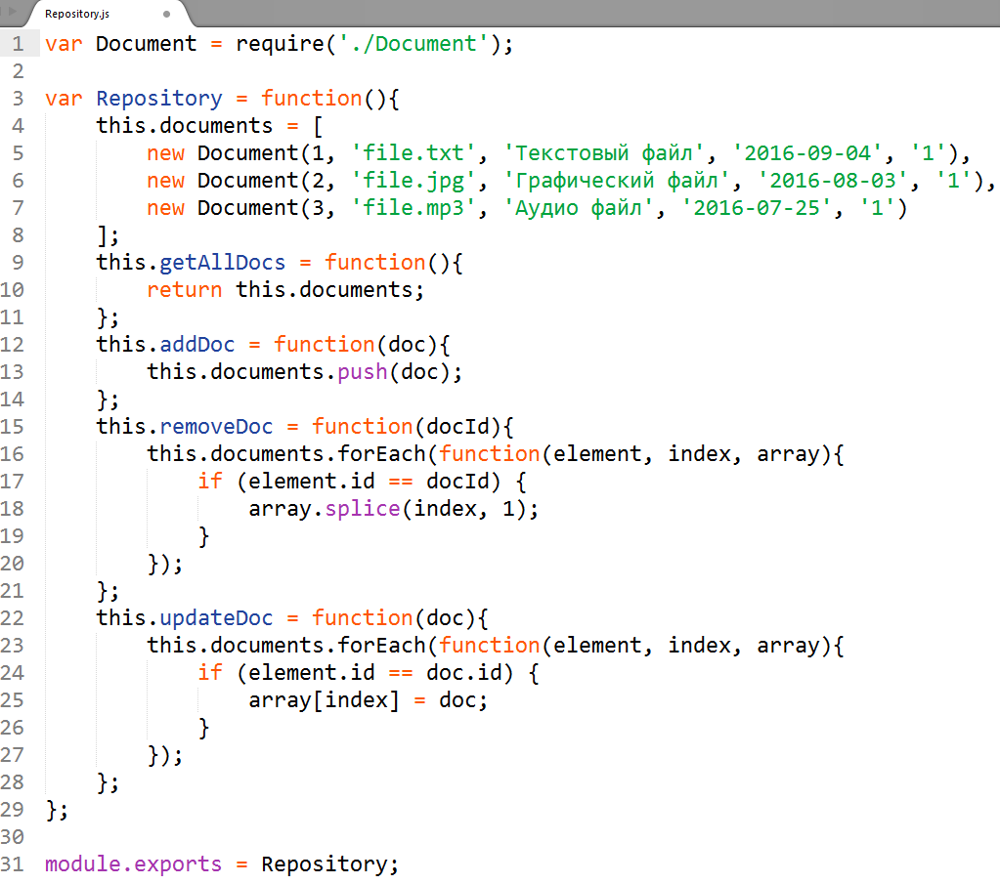 Repository.js
1 var Document = require('./Document');
2
3 var Repository = function(){
4     this.documents = [
5         new Document(1, 'file.txt', 'Текстовый файл', '2016-09-04', '1'),
6         new Document(2, 'file.jpg', 'Графический файл', '2016-08-03', '1'),
7         new Document(3, 'file.mp3', 'Аудио файл', '2016-07-25', '1')
8     ];
9     this.getAllDocs = function(){
10         return this.documents;
11     };
12     this.addDoc = function(doc){
13         this.documents.push(doc);
14     };
15     this.removeDoc = function(docId){
16         this.documents.forEach(function(element, index, array){
17             if (element.id == docId) {
18                 array.splice(index, 1);
19             }
20         });
21     };
22     this.updateDoc = function(doc){
23         this.documents.forEach(function(element, index, array){
24             if (element.id == doc.id) {
25                 array[index] = doc;
26             }
27         });
28     };
29 };
30
31 module.exports = Repository;